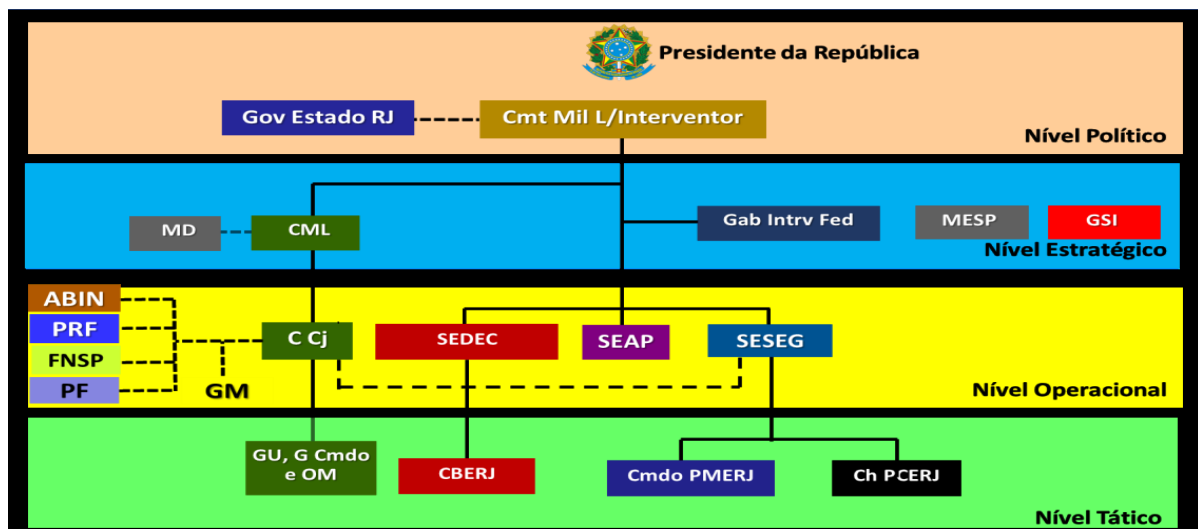 Presidente da República
Gov Estado RJ
Cmt Mil L/Interventor
Nível Político
MD
CML
Gab Intrv Fed
MESP
GSI
Nível Estratégico
ABIN
PRF
FNSP
PF
GM
C Cj
SEDEC
SEAP
SESEG
Nível Operacional
GU, G Cmdo
e OM
CBERJ
Cmdo PMERJ
Ch PCERJ
Nível Tático